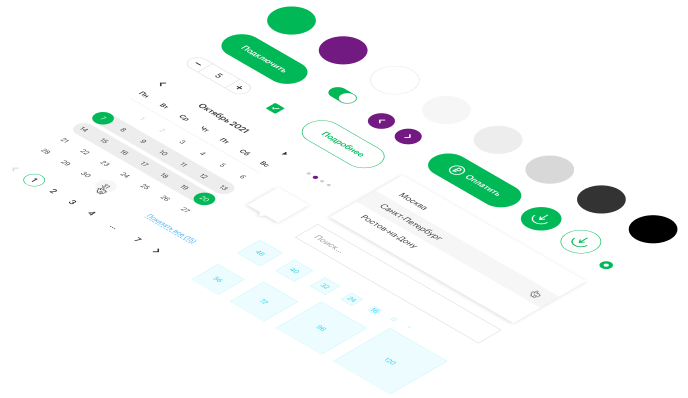 Подключить
5
Октябрь 2021
Пн Вт Ср Чт Пт Сб Вс
1 2 3 4 5 6
7 8 9 10 11 12 13
14 15 16 17 18 19 20
21 22 23 24 25 26 27
28 29 30 31
1 2 3 4 ... 7
Показать все (15)
Подробнее
Оплатить
Москва
Санкт-Петербург
Ростов-на-Дону
Поиск...
48 40 32 24 16
56 72 96 120